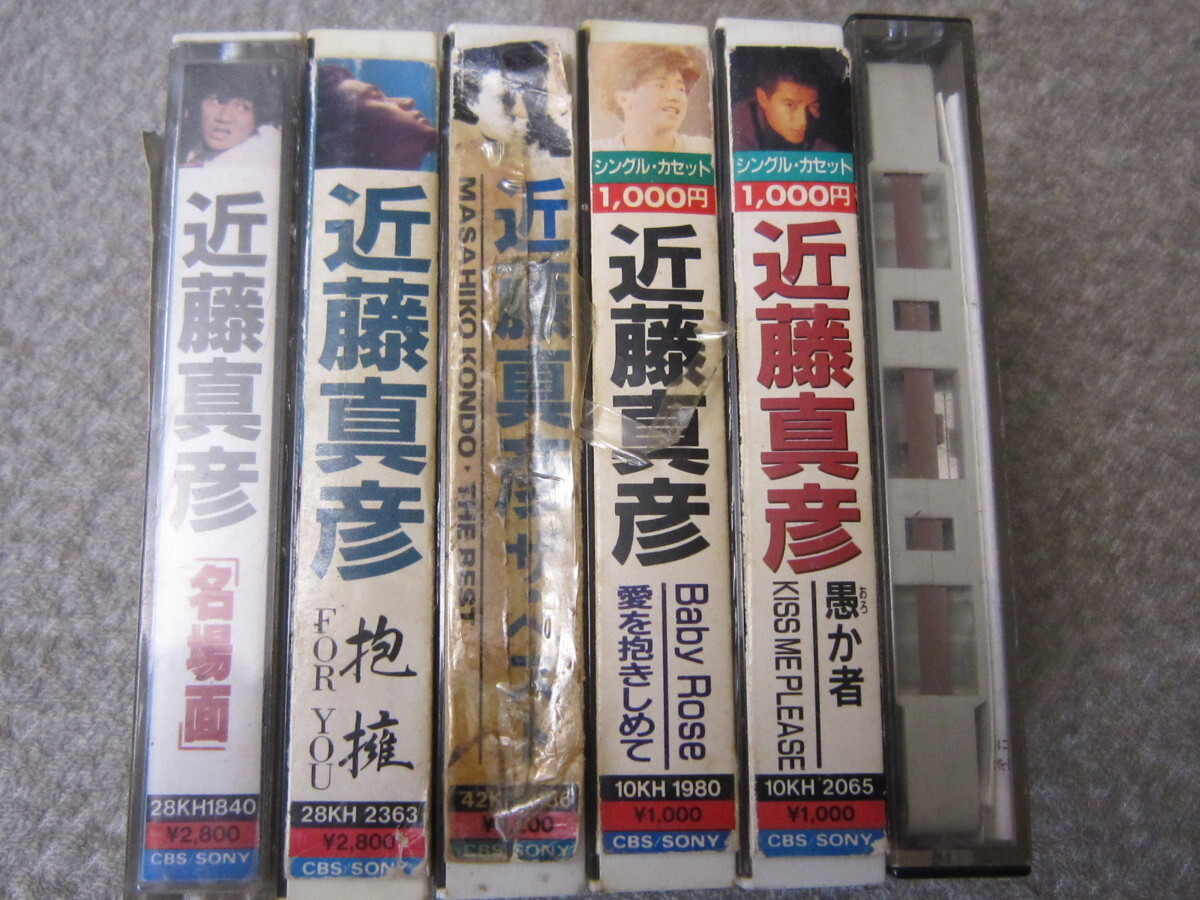 近藤真彦
「名場面」
28KH1840
¥2,800
CBS/SONY
近藤真彦
抱擁
FOR YOU
28KH 2363
¥2,800
CBS/SONY
近藤真彦
MASAHIKO KONDO・THE BEST
SONY
シングル・カセット
1,000円
近藤真彦
Baby Rose
愛を抱きしめて
10KH 1980
¥1,000
CBS/SONY
シングル・カセット
1,000円
近藤真彦
愚か者
おろ
KISS ME PLEASE
10KH 2065
¥1,000
CBS/SONY